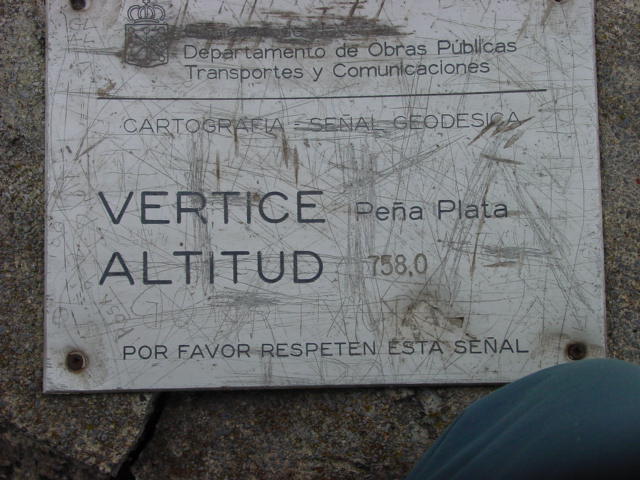 Departamento de Obras Públicas
Transportes y Comunicaciones
CARTOGRAFIA - SEÑAL GEODESICA
VERTICE Peña Plata
ALTITUD 758,0
POR FAVOR RESPETEN ESTA SEÑAL